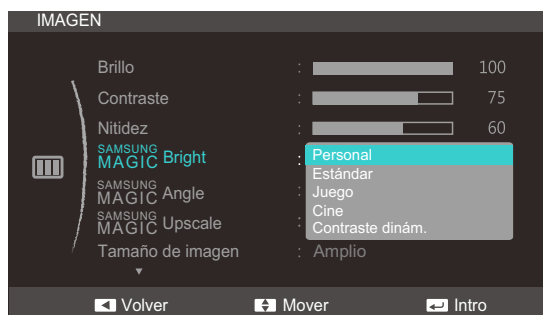 IMAGEN
Brillo : 100
Contraste : 75
Nitidez : 60
SAMSUNG MAGIC Bright : Personal
Estándar
SAMSUNG MAGIC Angle : Juego
Cine
SAMSUNG MAGIC Upscale : Contraste dinám.
Tamaño de imagen : Amplio
Volver Mover Intro